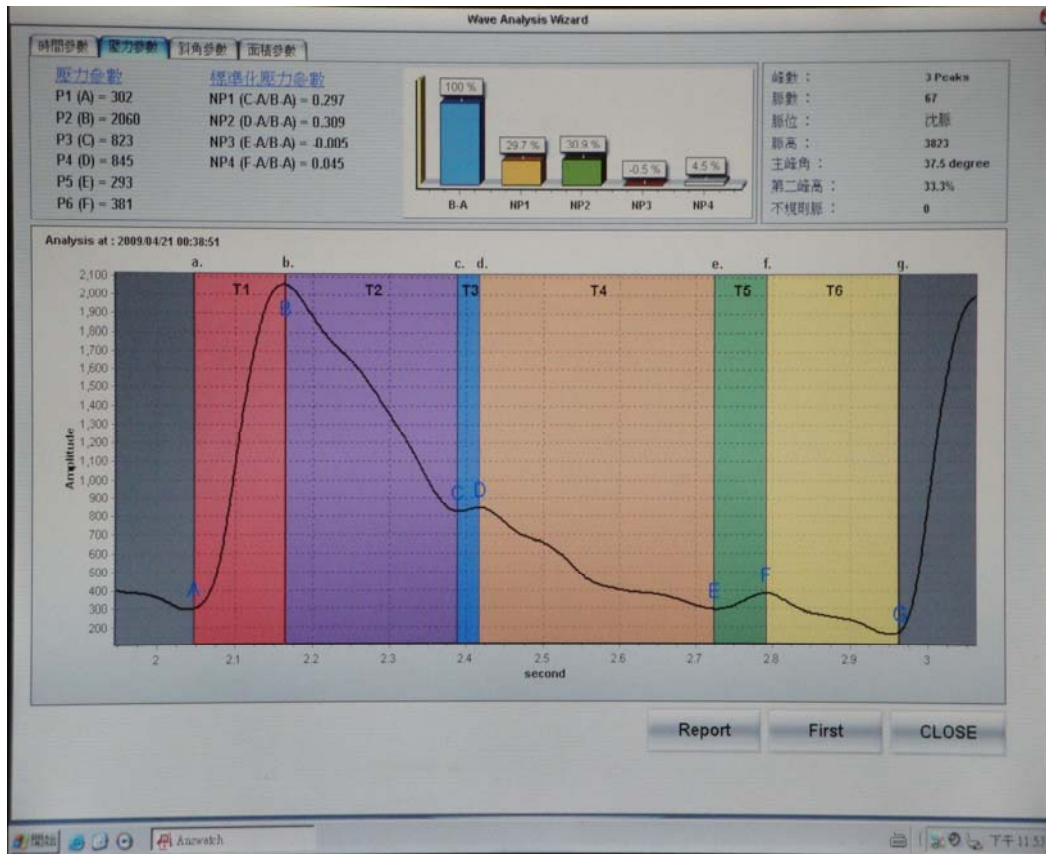 Wave Analysis Wizard
時間參數 壓力參數 斜角參數 面積參數
壓力參數 標準化壓力參數
P1 (A) = 302 NP1 (C-A/B-A) = 0.297
P2 (B) = 2060 NP2 (D-A/B-A) = 0.309
P3 (C) = 823 NP3 (E-A/B-A) = -0.005
P4 (D) = 845 NP4 (F-A/B-A) = 0.045
P5 (E) = 293
P6 (F) = 381
100 %
29.7 % 30.9 % -0.5 % 4.5 %
B-A NP1 NP2 NP3 NP4
峰數： 3 Peaks
脈數： 67
脈位： 沈脈
脈高： 3823
主峰角： 37.5 degree
第二峰高： 33.3%
不規則脈： 0
Analysis at : 2009/04/21 00:38:51
a. b. c. d. e. f. g.
T1 T2 T3 T4 T5 T6
2,100
2,000
1,900
1,800
1,700
1,600
1,500
1,400
1,300
1,200
1,100
1,000
900
800
700
600
500
400
300
200
Amplitude
A B C D E F G
2 2.1 2.2 2.3 2.4 2.5 2.6 2.7 2.8 2.9 3
second
Report First CLOSE
開始 Answatch 下午 11:53